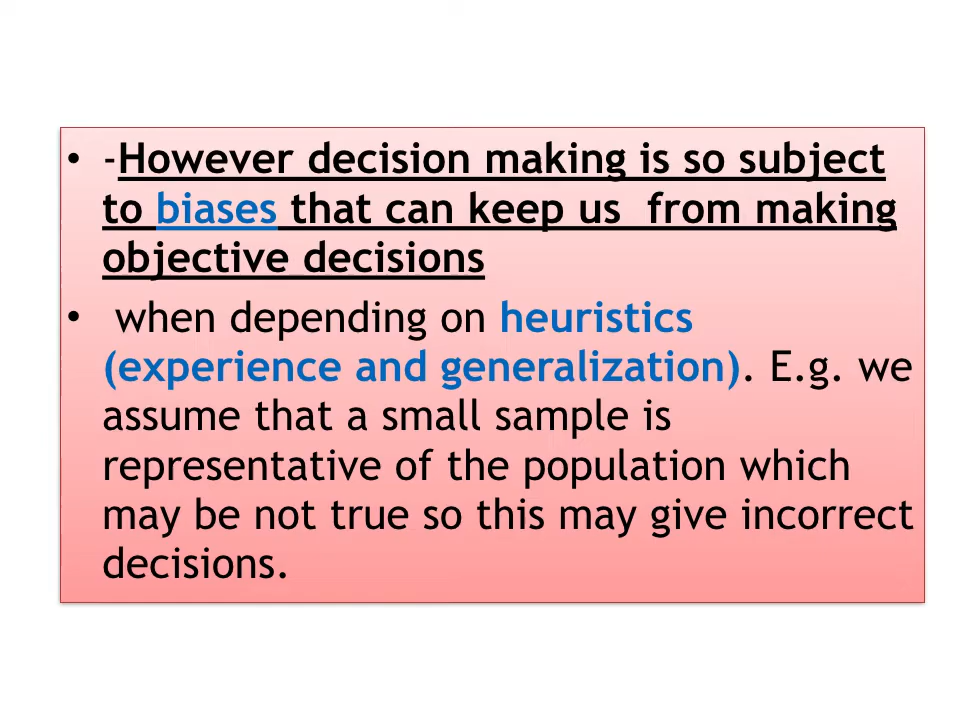 • -However decision making is so subject
to biases that can keep us  from making
objective decisions
•  when depending on heuristics
(experience and generalization). E.g. we
assume that a small sample is
representative of the population which
may be not true so this may give incorrect
decisions.